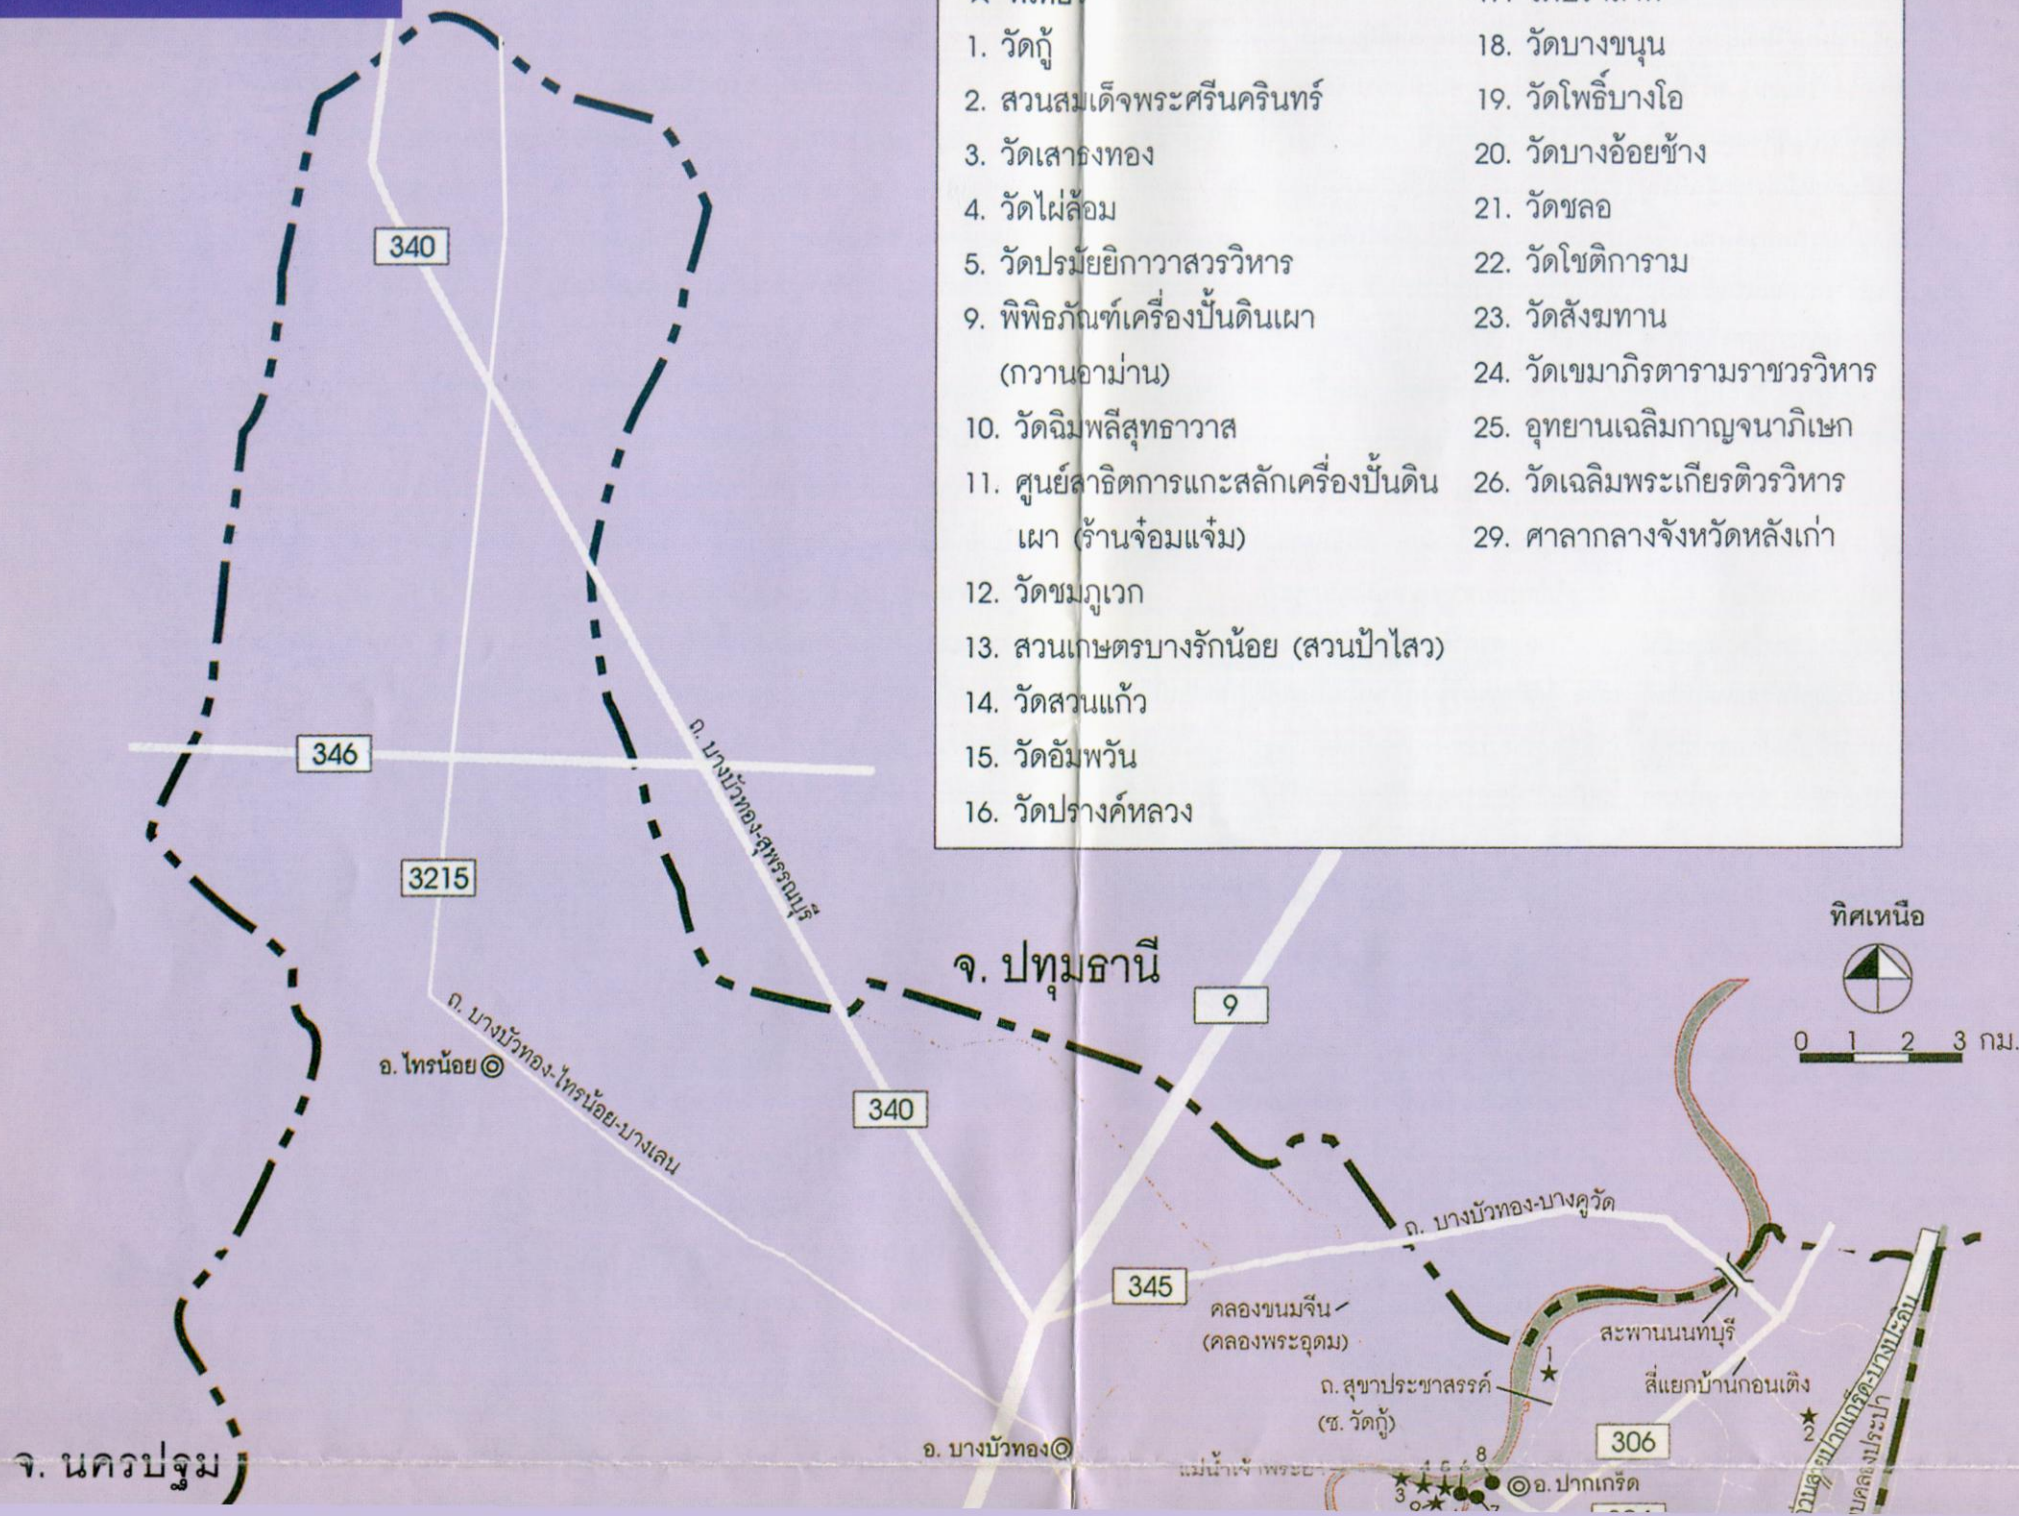 1. วัดกู้
2. สวนสมเด็จพระศรีนครินทร์
3. วัดเสาธงทอง
4. วัดไผ่ล้อม
5. วัดปรมัยยิกาวาสวรวิหาร
9. พิพิธภัณฑ์เครื่องปั้นดินเผา
(กวานอาม่าน)
10. วัดฉิมพลีสุทธาวาส
11. ศูนย์สาธิตการแกะสลักเครื่องปั้นดิน
เผา (ร้านจ๋อมแจ๋ม)
12. วัดชมภูเวก
13. สวนเกษตรบางรักน้อย (สวนป้าไสว)
14. วัดสวนแก้ว
15. วัดอัมพวัน
16. วัดปรางค์หลวง
18. วัดบางขนุน
19. วัดโพธิ์บางโอ
20. วัดบางอ้อยช้าง
21. วัดชลอ
22. วัดโชติการาม
23. วัดสังฆทาน
24. วัดเขมาภิรตารามราชวรวิหาร
25. อุทยานเฉลิมกาญจนาภิเษก
26. วัดเฉลิมพระเกียรติวรวิหาร
29. ศาลากลางจังหวัดหลังเก่า
340
346
ถ. บางบัวทอง-สุพรรณบุรี
3215
ทิศเหนือ
จ. ปทุมธานี
9
0 1 2 3 กม.
ถ. บางบัวทอง-ไทรน้อย-บางเลน
อ. ไทรน้อย
340
ถ. บางบัวทอง-บางคูวัด
345
คลองขนมจีน
(คลองพระอุดม)
สะพานนนทบุรี
1
ถ. สุขาประชาสรรค์
(ซ. วัดกู้)
สี่แยกบ้านกอนเติง
2
306
อ. บางบัวทอง
จ. นครปฐม
แม่น้ำเจ้าพระยา
3
4
5
6
8
อ. ปากเกร็ด